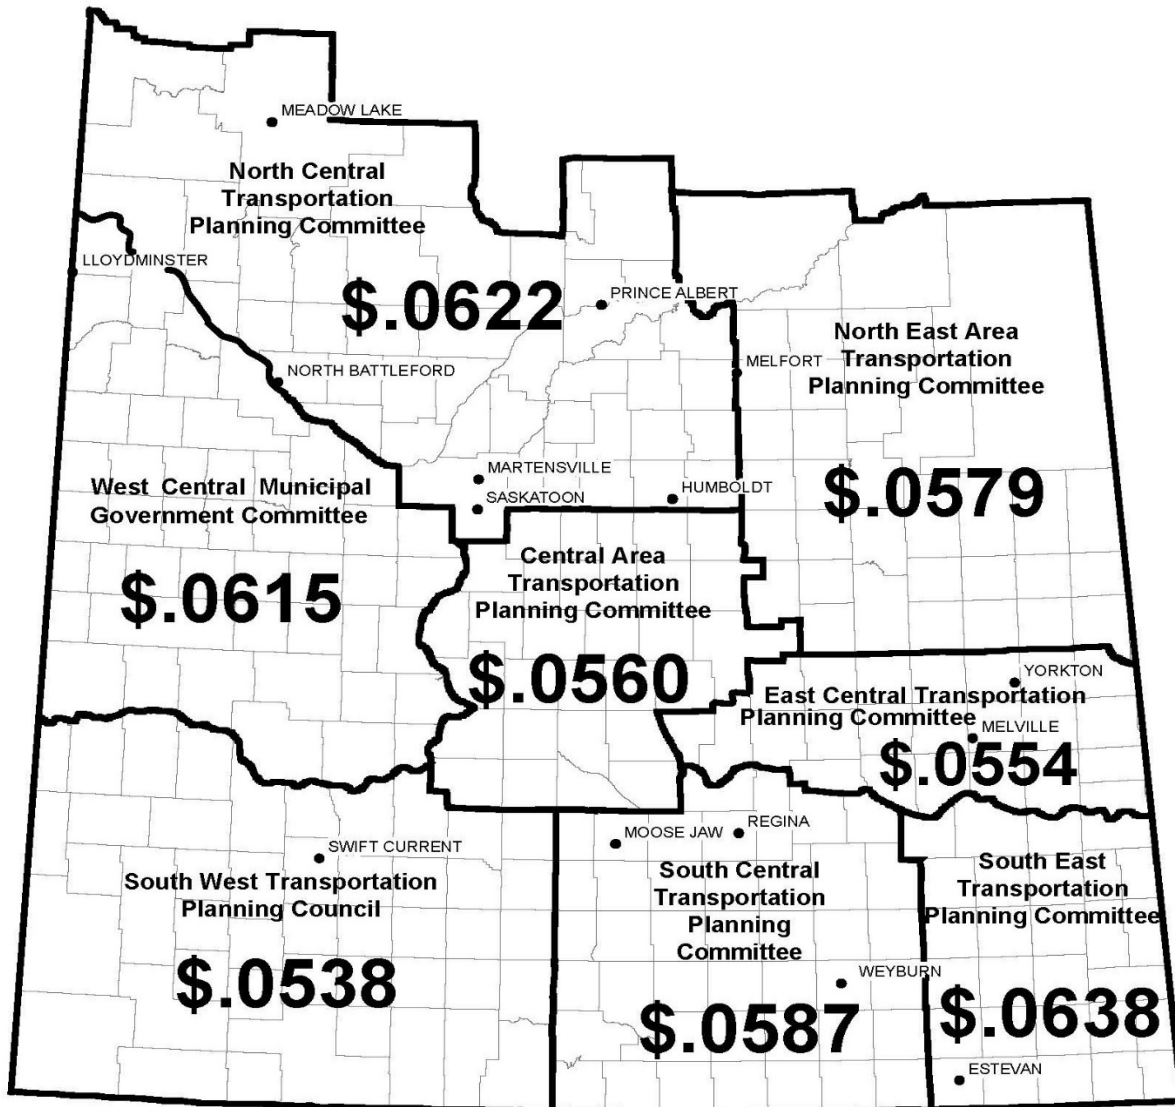 MEADOW LAKE
North Central
Transportation
Planning Committee
LLOYDMINSTER
$.0622
PRINCE ALBERT
North East Area
Transportation
Planning Committee
MELFORT
NORTH BATTLEFORD
MARTENSVILLE
SASKATOON
HUMBOLDT
$.0579
West Central Municipal
Government Committee
$.0615
Central Area
Transportation
Planning Committee
$.0560
YORKTON
East Central Transportation
Planning Committee
MELVILLE
$.0554
SWIFT CURRENT
South West Transportation
Planning Council
$.0538
MOOSE JAW
REGINA
South Central
Transportation
Planning
Committee
WEYBURN
$.0587
South East
Transportation
Planning Committee
$.0638
ESTEVAN